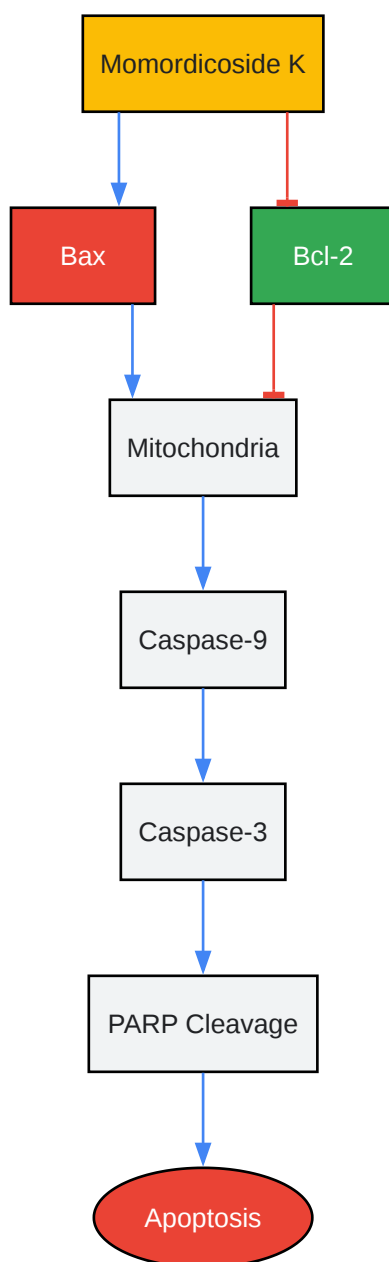 Momordicoside K
Bax
Bcl-2
Mitochondria
Caspase-9
Caspase-3
PARP Cleavage
Apoptosis